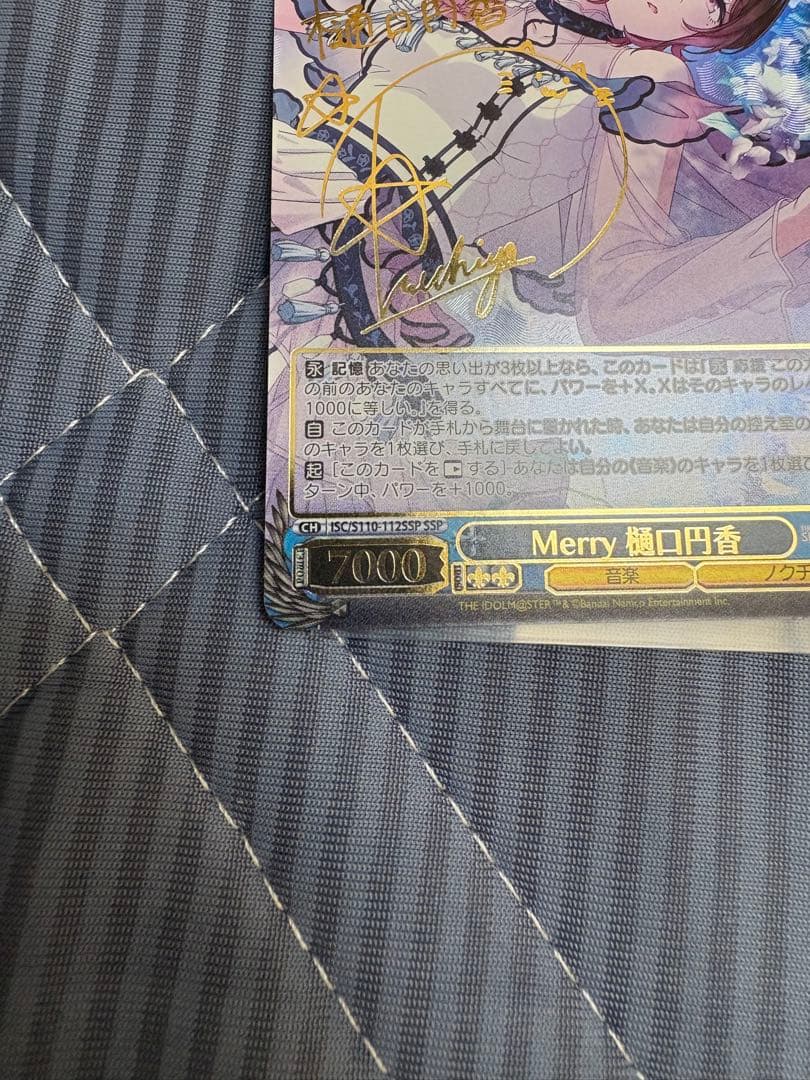 樋口円香
永 記憶 あなたの思い出が3枚以上なら、このカードは「永 応援 この
の前のあなたのキャラすべてに、パワーを+X。Xはそのキャラのレ
1000に等しい。」を得る。
自 このカードが手札から舞台に置かれた時、あなたは自分の控え室の
のキャラを1枚選び、手札に戻してよい。
起 [このカードをする] あなたは自分の《音楽》のキャラを1枚選び
ターン中、パワーを+1000。
CH ISC/S110-112SSP SSP
Merry 樋口円香
POWER 7000 SOUL 音楽 ノクチ
THE IDOLM@STER™& ©Bandai Namco Entertainment Inc.